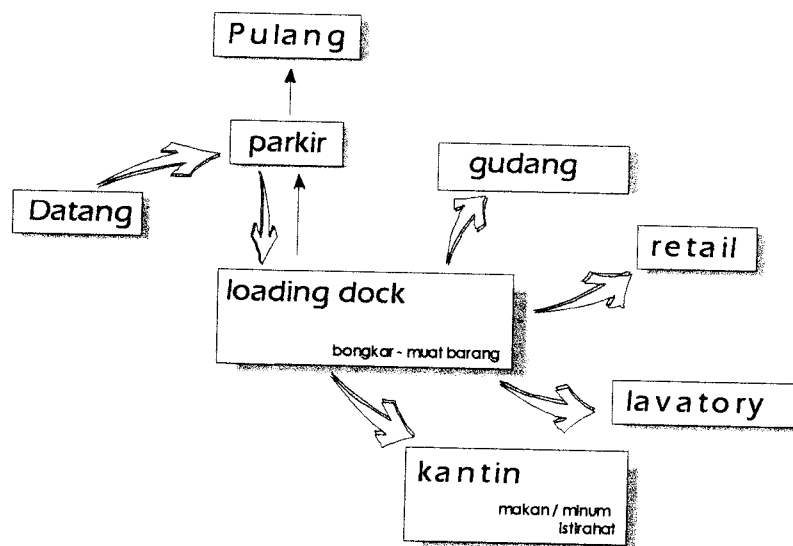 Pulang
parkir
gudang
Datang
retail
loading dock
bongkar - muat barang
lavatory
kantin
makan / minum
istirahat